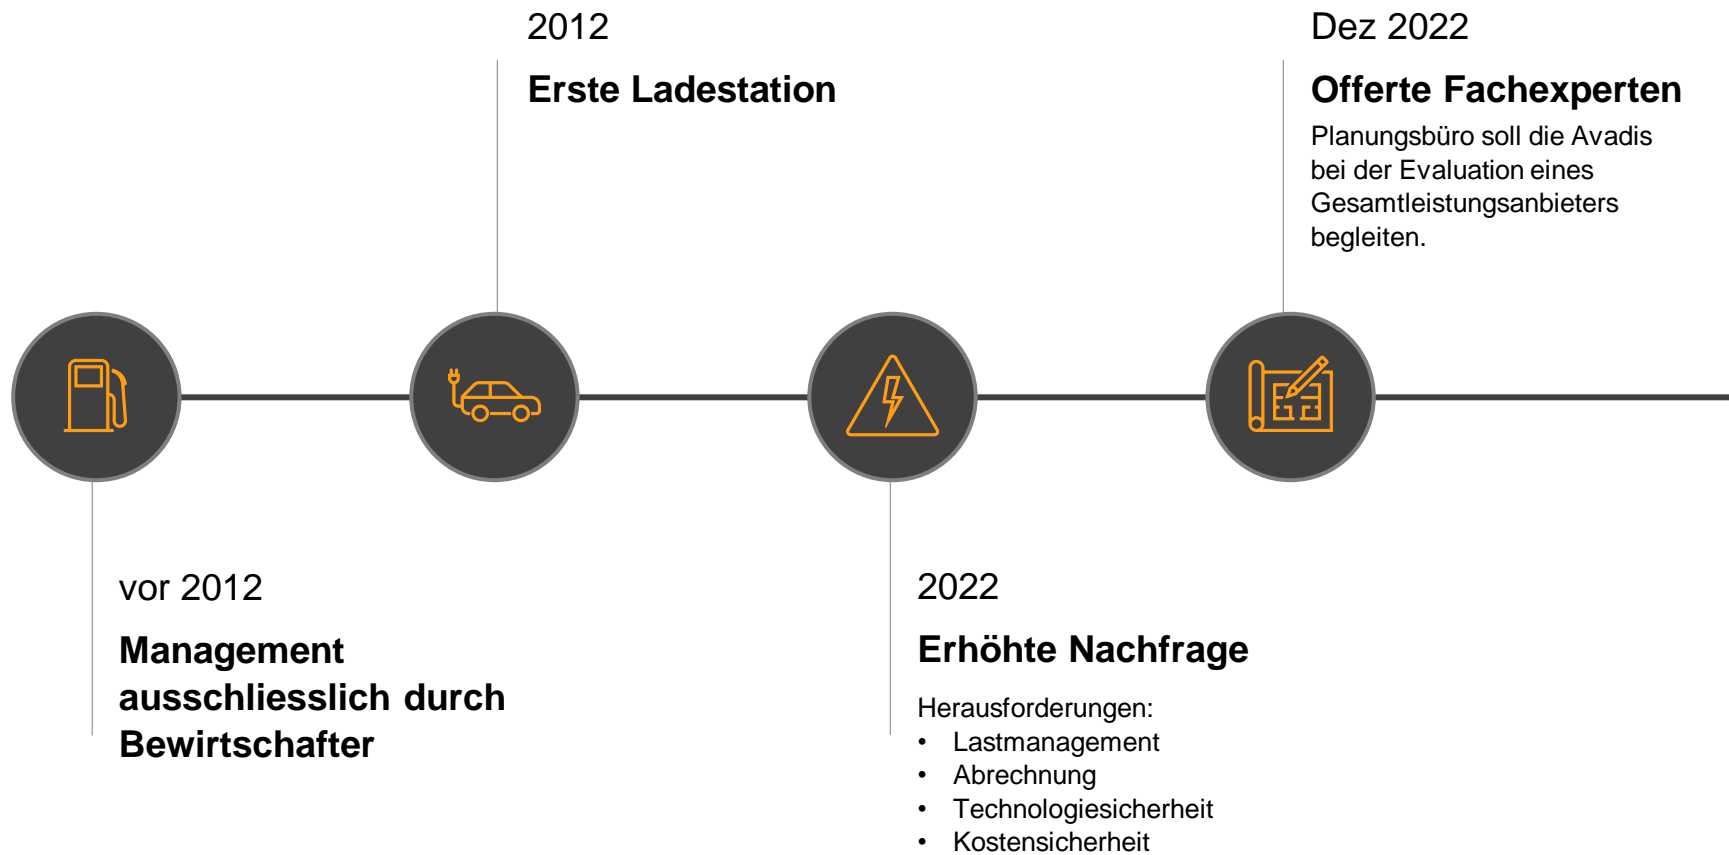 2012
Erste Ladestation
Dez 2022
Offerte Fachexperten
Planungsbüro soll die Avadis
bei der Evaluation eines
Gesamtleistungsanbieters
begleiten.
vor 2012
Management
ausschliesslich durch
Bewirtschafter
2022
Erhöhte Nachfrage
Herausforderungen:
• Lastmanagement
• Abrechnung
• Technologiesicherheit
• Kostensicherheit